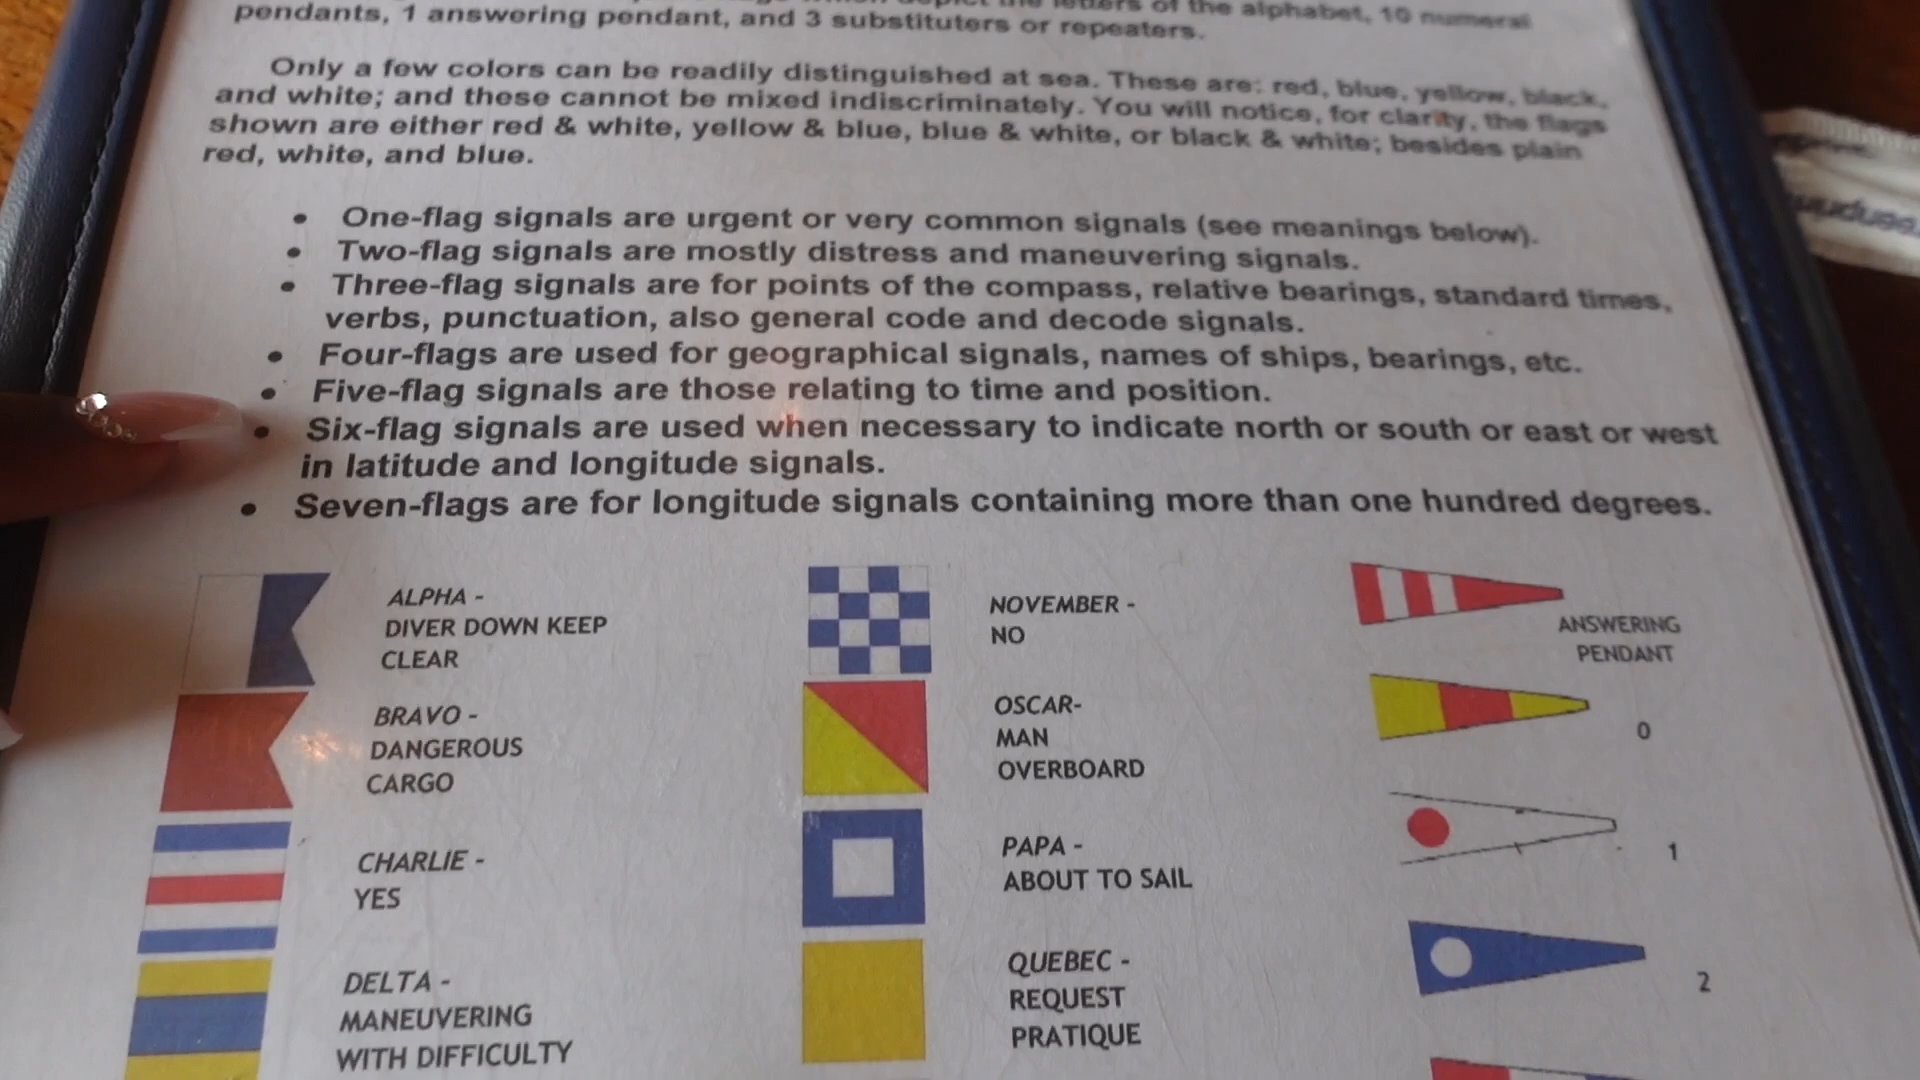 letters of the alphabet, 10 numeral
pendants, 1 answering pendant, and 3 substituters or repeaters.
Only a few colors can be readily distinguished at sea. These are: red, blue, yellow, black,
and white; and these cannot be mixed indiscriminately. You will notice, for clarity, the flags
shown are either red & white, yellow & blue, blue & white, or black & white; besides plain
red, white, and blue.
• One-flag signals are urgent or very common signals (see meanings below).
• Two-flag signals are mostly distress and maneuvering signals.
• Three-flag signals are for points of the compass, relative bearings, standard times,
verbs, punctuation, also general code and decode signals.
• Four-flags are used for geographical signals, names of ships, bearings, etc.
• Five-flag signals are those relating to time and position.
• Six-flag signals are used when necessary to indicate north or south or east or west
in latitude and longitude signals.
• Seven-flags are for longitude signals containing more than one hundred degrees.
ALPHA -
DIVER DOWN KEEP
CLEAR
BRAVO -
DANGEROUS
CARGO
CHARLIE -
YES
DELTA -
MANEUVERING
WITH DIFFICULTY
NOVEMBER -
NO
OSCAR-
MAN
OVERBOARD
PAPA -
ABOUT TO SAIL
QUEBEC -
REQUEST
PRATIQUE
ANSWERING
PENDANT
0
1
2